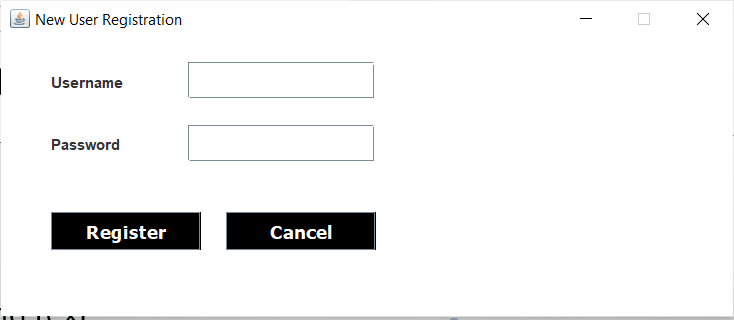 New User Registration
Username
Password
Register Cancel